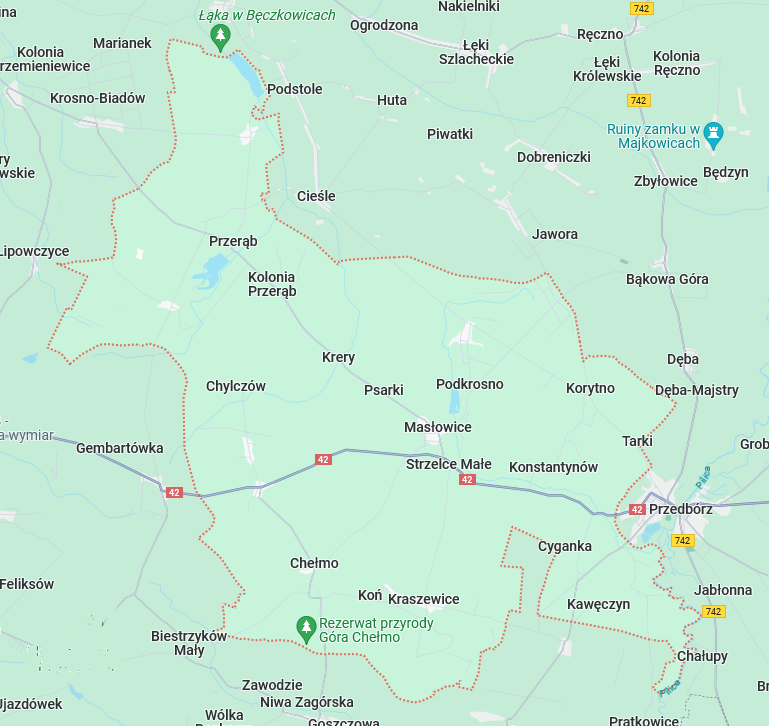 ina
Łąka w Bęczkowicach
Ogrodzona
Nakielniki
742
Marianek
Kolonia
rzemieniewice
Łęki
Szlacheckie
Ręczno
Łęki
Królewskie
Kolonia
Ręczno
Krosno-Biadów
Podstole
Huta
742
Piwatki
Ruiny zamku w
Majkowicach
ry
wskie
Dobreniczki
Zbyłowice
Będzyn
Cieśle
Lipowczyce
Przerąb
Jawora
Kolonia
Przerąb
Bąkowa Góra
Krery
Dęba
Chylczów
Psarki
Podkrosno
Korytno
Dęba-Majstry
a wymiar
Masłowice
Gembartówka
Tarki
Grob
42
Strzelce Małe
Konstantynów
42
Pilica
42
42
Przedbórz
Cyganka
742
Chełmo
Feliksów
Koń
Kraszewice
Kawęczyn
Jabłonna
742
Biestrzyków
Mały
Rezerwat przyrody
Góra Chełmo
Chałupy
Zawodzie
Pilica
Br
Ujazdówek
Niwa Zagórska
Wólka
Goszczowa
Pratkowice